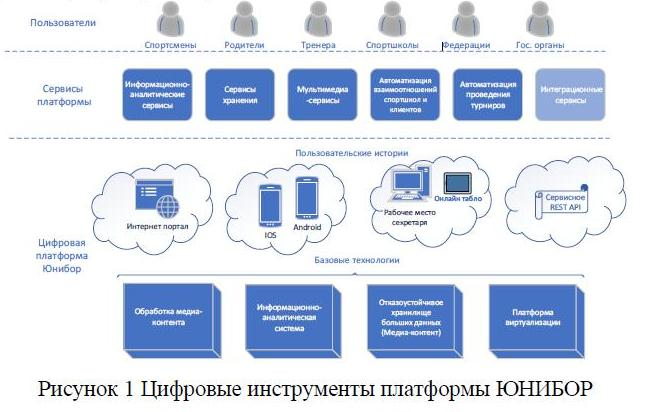 Пользователи
Спортсмены
Родители
Тренера
Спортшколы
Федерации
Гос. органы
Сервисы
платформы
Информационно-
аналитические
сервисы
Сервисы
хранения
Мультимедиа
-сервисы
Автоматизация
взаимоотношений
спортшкол и
клиентов
Автоматизация
проведения
турниров
Интеграционные
сервисы
Пользовательские истории
Цифровая
платформа
Юнибор
Интернет портал
IOS
Android
Рабочее место
секретаря
Онлайн табло
Сервисное
REST API
Базовые технологии
Обработка медиа-
контента
Информационно-
аналитическая
система
Отказоустойчивое
хранилище
больших данных
(Медиа-контент)
Платформа
виртуализации
Рисунок 1 Цифровые инструменты платформы ЮНИБОР